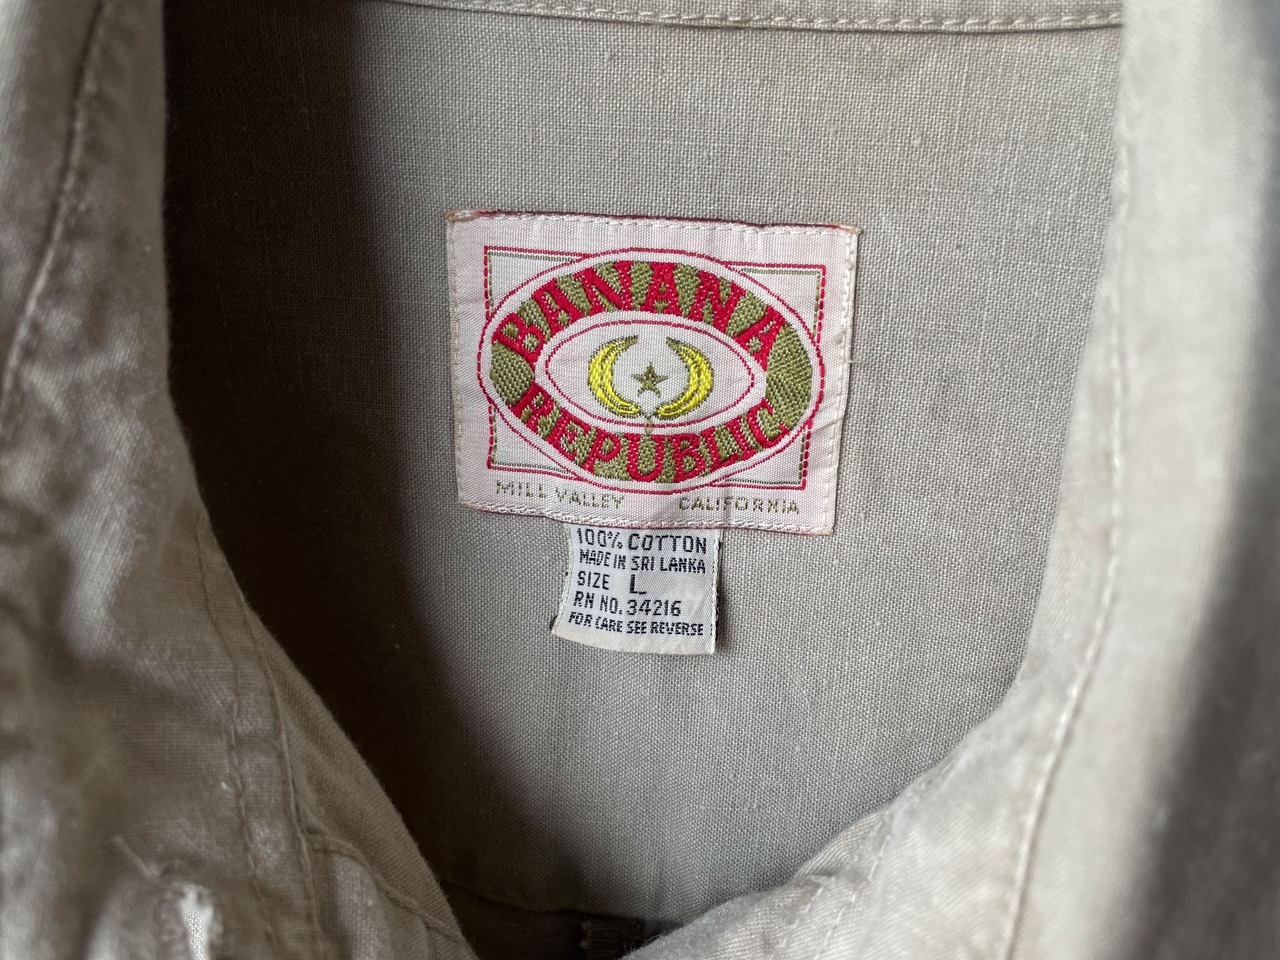 BANANA
REPUBLIC
MILL VALLEY CALIFORNIA
100% COTTON
MADE IN SRI LANKA
SIZE L
RN NO. 34216
FOR CARE SEE REVERSE